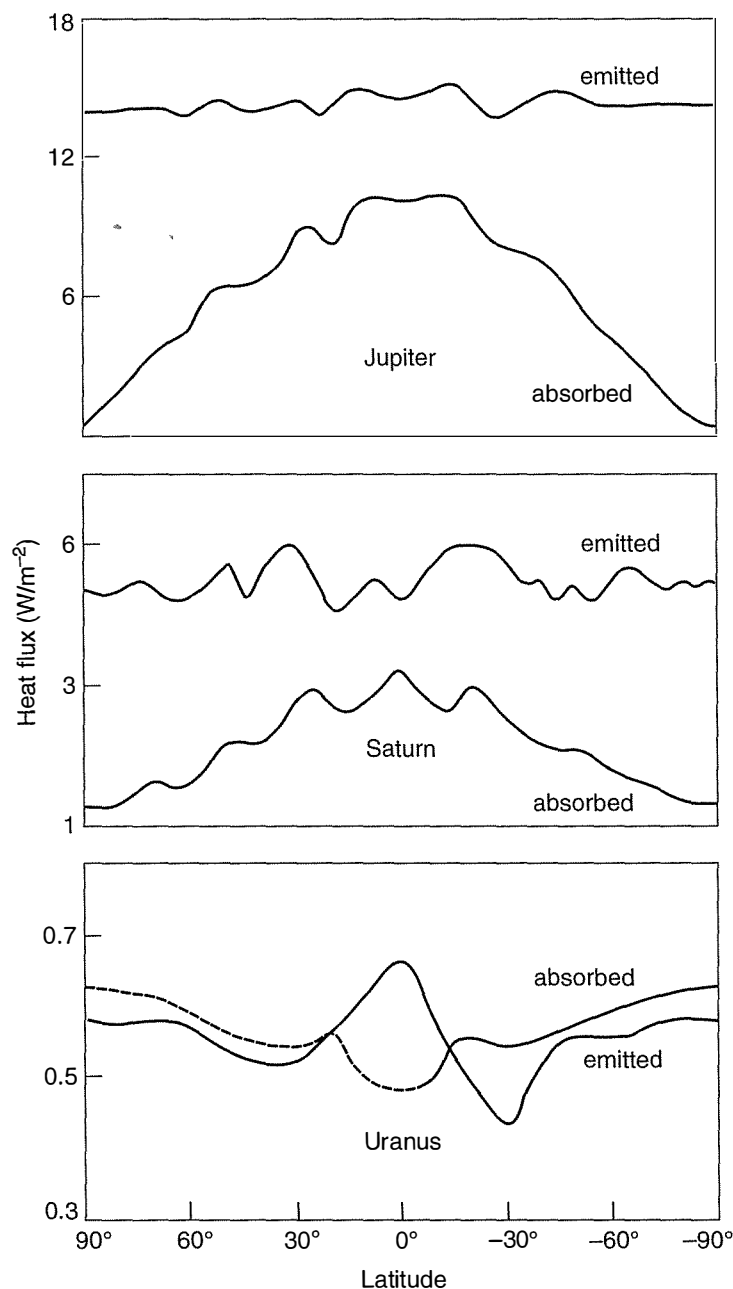 18
emitted
12
6
Jupiter
absorbed
Heat flux (W/m⁻²)
6
emitted
3
Saturn
absorbed
1
0.7
absorbed
0.5
emitted
Uranus
0.3
90° 60° 30° 0° –30° –60° –90°
Latitude